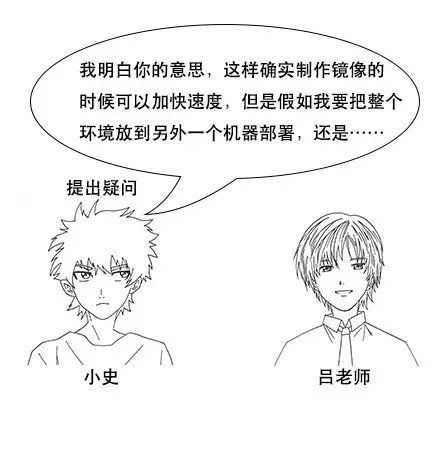 我明白你的意思，这样确实制作镜像的
时候可以加快速度，但是假如我要把整个
环境放到另外一个机器部署，还是……
提出疑问
小史
吕老师